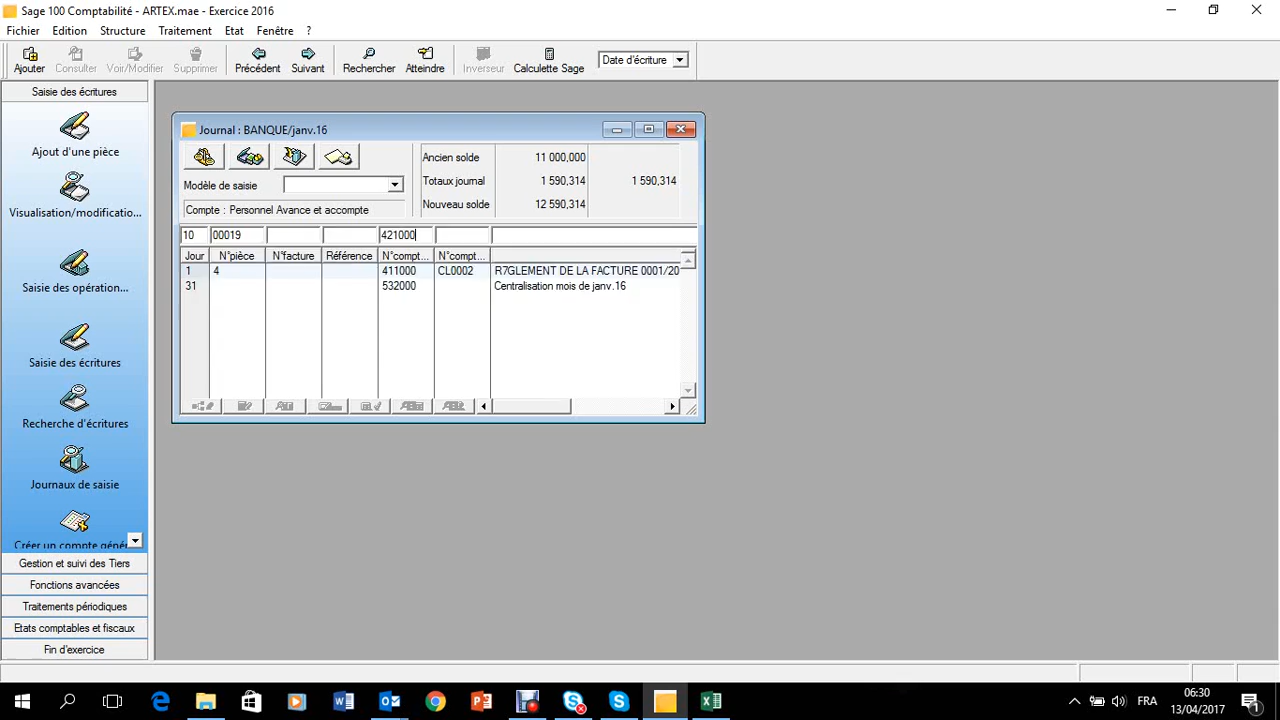 Sage 100 Comptabilité - ARTEX.mae - Exercice 2016
Fichier Edition Structure Traitement Etat Fenêtre ?
Ajouter Consulter Voir/Modifier Supprimer Précédent Suivant Rechercher Atteindre Inverseur Calculette Sage Date d'écriture
Saisie des écritures
Ajout d'une pièce
Visualisation/modificatio...
Saisie des opération...
Saisie des écritures
Recherche d'écritures
Journaux de saisie
Créer un compte génér
Gestion et suivi des Tiers
Fonctions avancées
Traitements périodiques
Etats comptables et fiscaux
Fin d'exercice
Journal : BANQUE/janv.16
Ancien solde 11 000,000
Modèle de saisie
Totaux journal 1 590,314 1 590,314
Compte : Personnel Avance et accompte
Nouveau solde 12 590,314
10 00019 421000
Jour N°pièce N°facture Référence N°compt... N°compt...
1 4 411000 CL0002 R7GLEMENT DE LA FACTURE 0001/20
31 532000 Centralisation mois de janv.16
FRA
06:30
13/04/2017
1